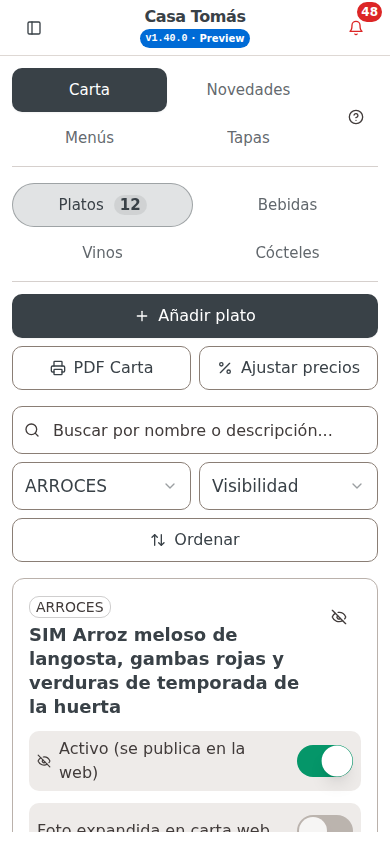 Casa Tomás
48
v1.40.0 · Preview
Carta
Novedades
Menús
Tapas
Platos 12
Bebidas
Vinos
Cócteles
+ Añadir plato
PDF Carta
Ajustar precios
Buscar por nombre o descripción...
ARROCES
Visibilidad
Ordenar
ARROCES
SIM Arroz meloso de
langosta, gambas rojas y
verduras de temporada de
la huerta
Activo (se publica en la
web)
Foto expandida en carta web